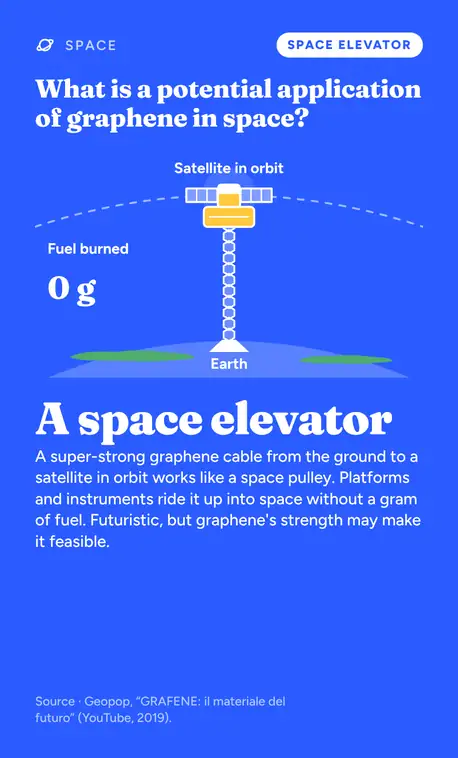 SPACE
SPACE ELEVATOR
What is a potential application
of graphene in space?
Satellite in orbit
Fuel burned
0 g
Earth
A space elevator
A super-strong graphene cable from the ground to a
satellite in orbit works like a space pulley. Platforms
and instruments ride it up into space without a gram
of fuel. Futuristic, but graphene's strength may make
it feasible.
Source · Geopop, “GRAFENE: il materiale del
futuro” (YouTube, 2019).